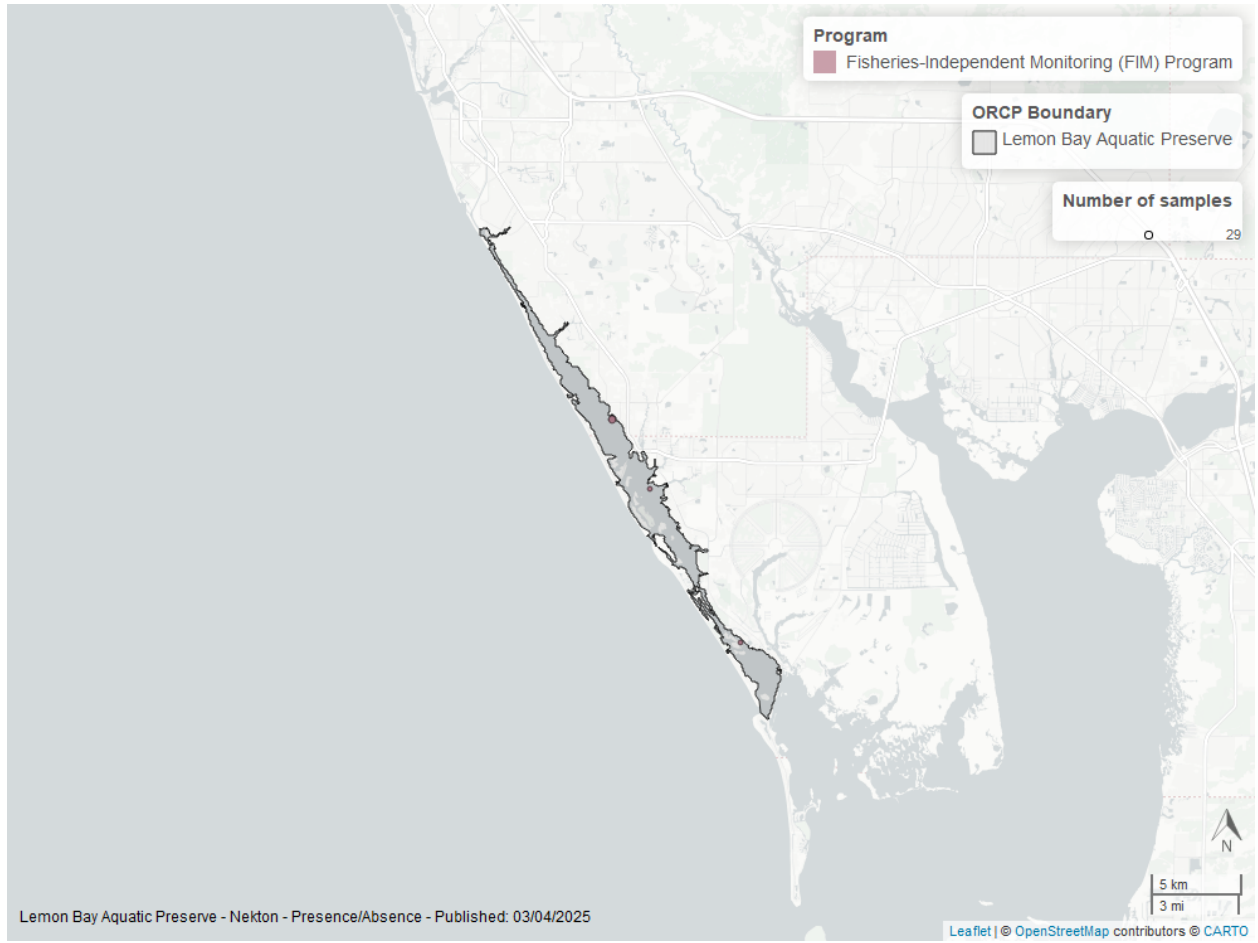 Program
Fisheries-Independent Monitoring (FIM) Program
ORCP Boundary
Lemon Bay Aquatic Preserve
Number of samples
29
N
5 km
3 mi
Lemon Bay Aquatic Preserve - Nekton - Presence/Absence - Published: 03/04/2025
Leaflet | © OpenStreetMap contributors © CARTO